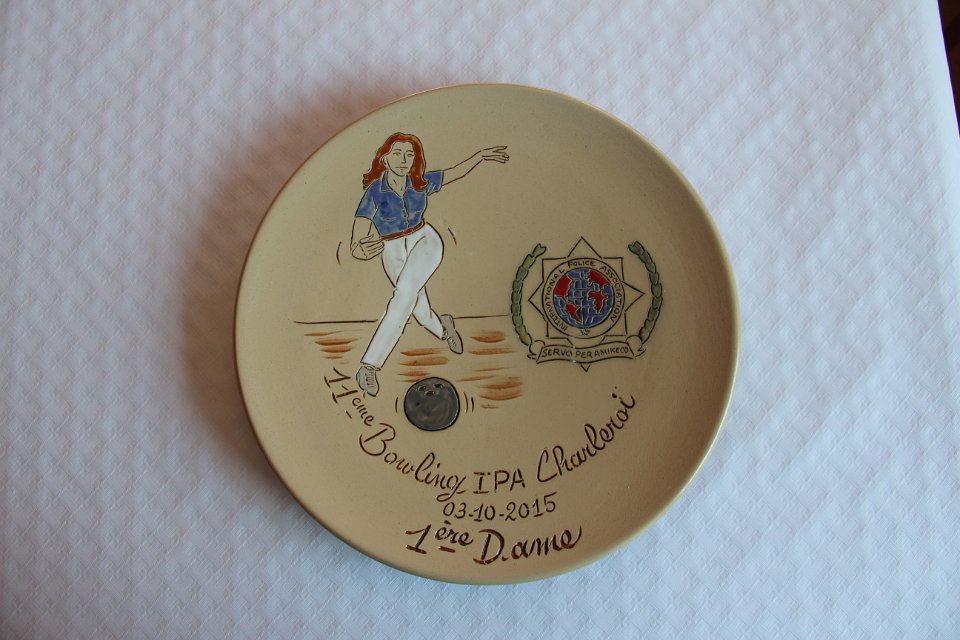 INTERNATIONAL POLICE ASSOCIATION
SERVO PER AMIKECO
11ème Bowling IPA Charleroi
03-10-2015
1ère Dame